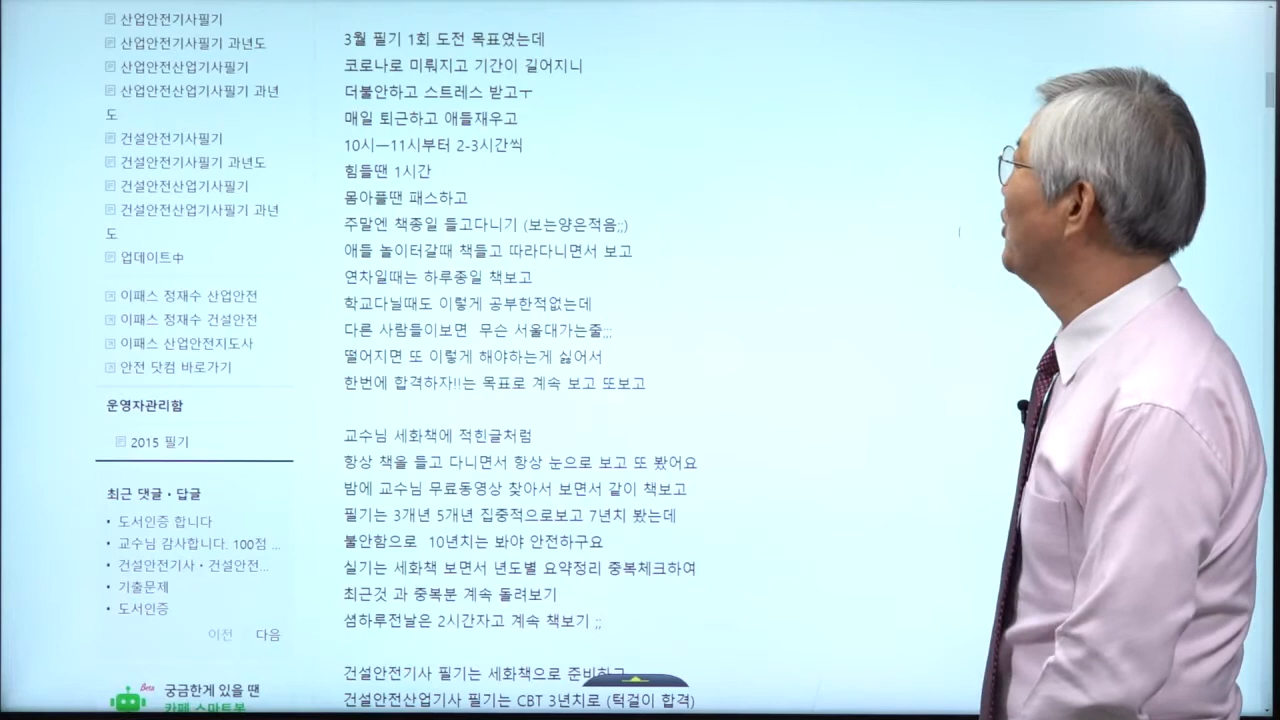 산업안전기사필기
산업안전기사필기 과년도
산업안전산업기사필기
산업안전산업기사필기 과년
도
건설안전기사필기
건설안전기사필기 과년도
건설안전산업기사필기
건설안전산업기사필기 과년
도
업데이트中
이패스 정재수 산업안전
이패스 정재수 건설안전
이패스 산업안전지도사
안전 닷컴 바로가기
운영자관리함
2015 필기
최근 댓글・답글
• 도서인증 합니다
• 교수님 감사합니다. 100점 ...
• 건설안전기사・건설안전...
• 기출문제
• 도서인증
이전 다음
Beta 궁금한게 있을 땐
카페 스마트봇
3월 필기 1회 도전 목표였는데
코로나로 미뤄지고 기간이 길어지니
더불안하고 스트레스 받고ㅜ
매일 퇴근하고 애들재우고
10시ㅡ11시부터 2-3시간씩
힘들땐 1시간
몸아플땐 패스하고
주말엔 책종일 들고다니기 (보는양은적음;;)
애들 놀이터갈때 책들고 따라다니면서 보고
연차일때는 하루종일 책보고
학교다닐때도 이렇게 공부한적없는데
다른 사람들이보면 무슨 서울대가는줄;;;
떨어지면 또 이렇게 해야하는게 싫어서
한번에 합격하자!!는 목표로 계속 보고 또보고
교수님 세화책에 적힌글처럼
항상 책을 들고 다니면서 항상 눈으로 보고 또 봤어요
밤에 교수님 무료동영상 찾아서 보면서 같이 책보고
필기는 3개년 5개년 집중적으로보고 7년치 봤는데
불안함으로 10년치는 봐야 안전하구요
실기는 세화책 보면서 년도별 요약정리 중복체크하여
최근것 과 중복분 계속 돌려보기
셤하루전날은 2시간자고 계속 책보기 ;;
건설안전기사 필기는 세화책으로 준비하고
건설안전산업기사 필기는 CBT 3년치로 (턱걸이 합격)